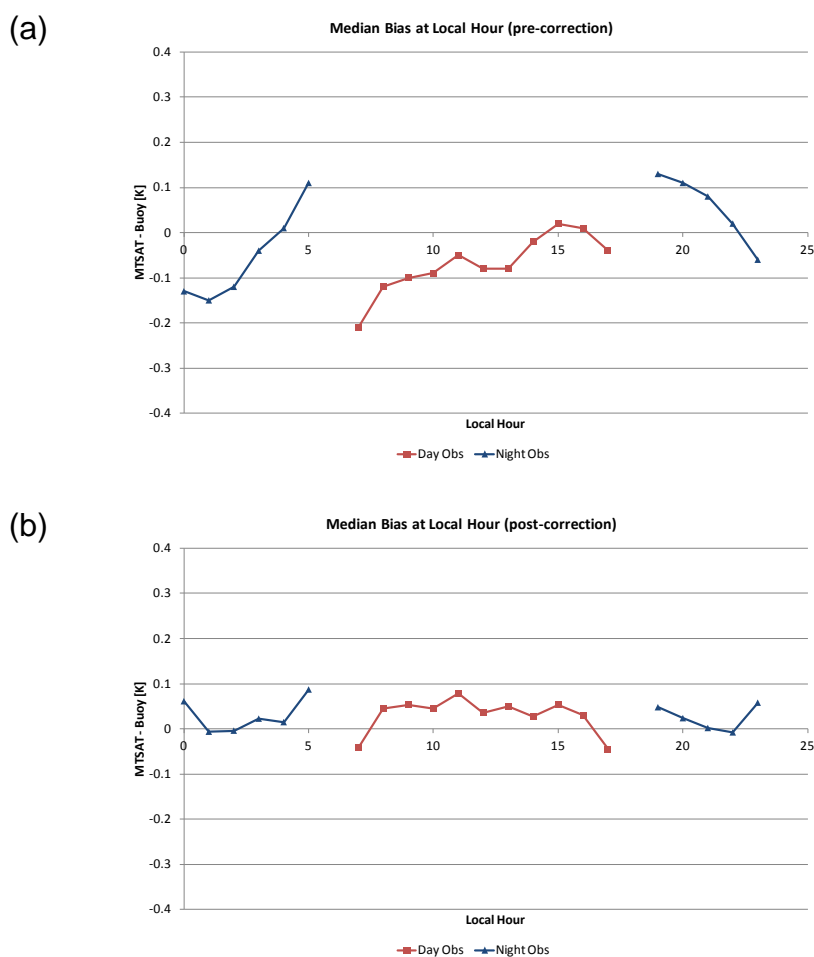 (a)
Median Bias at Local Hour (pre-correction)
0.4
0.3
0.2
0.1
0
-0.1
-0.2
-0.3
-0.4
MTSAT - Buoy [K]
0 5 10 15 20 25
Local Hour
Day Obs Night Obs
(b)
Median Bias at Local Hour (post-correction)
0.4
0.3
0.2
0.1
0
-0.1
-0.2
-0.3
-0.4
MTSAT - Buoy [K]
0 5 10 15 20 25
Local Hour
Day Obs Night Obs